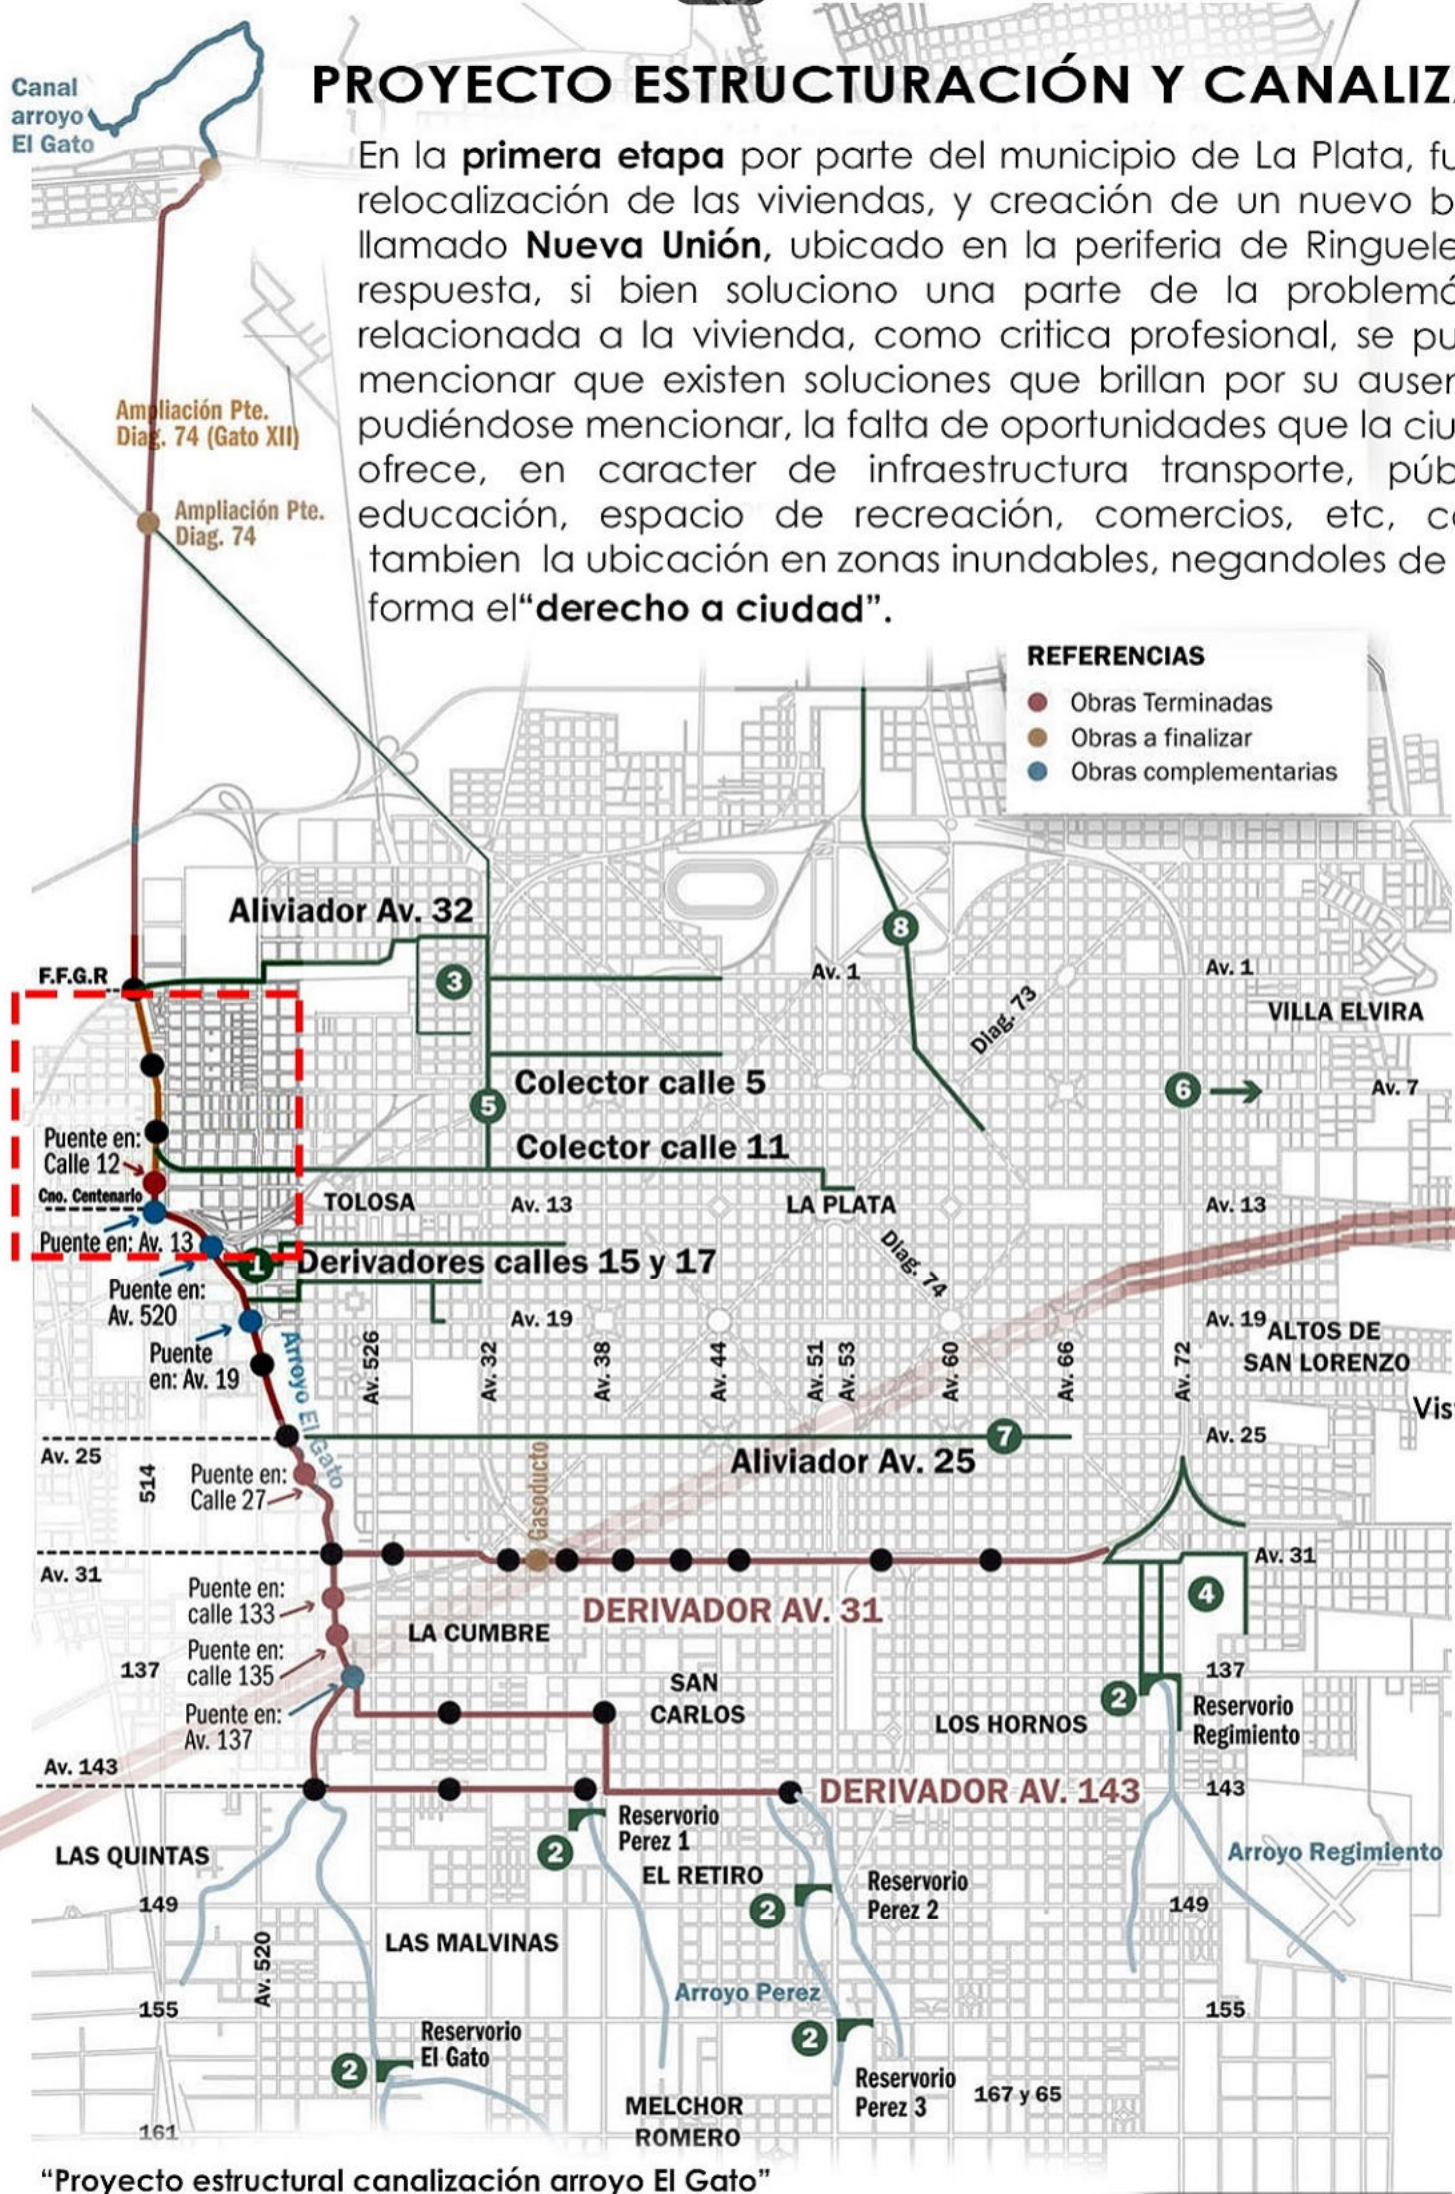 Canal
arroyo
El Gato
PROYECTO ESTRUCTURACIÓN Y CANALIZ
En la primera etapa por parte del municipio de La Plata, fu
relocalización de las viviendas, y creación de un nuevo b
llamado Nueva Unión, ubicado en la periferia de Ringuele
respuesta, si bien soluciono una parte de la problemá
relacionada a la vivienda, como critica profesional, se pu
mencionar que existen soluciones que brillan por su ausen
pudiéndose mencionar, la falta de oportunidades que la ciu
ofrece, en caracter de infraestructura transporte, púb
educación, espacio de recreación, comercios, etc, c
tambien la ubicación en zonas inundables, negandoles de
forma el“derecho a ciudad”.
Ampliación Pte.
Diag. 74 (Gato XII)
Ampliación Pte.
Diag. 74
REFERENCIAS
Obras Terminadas
Obras a finalizar
Obras complementarias
Aliviador Av. 32
8
F.F.G.R
3
Av. 1
Av. 1
Diag. 73
VILLA ELVIRA
Colector calle 5
5
6
Av. 7
Puente en:
Calle 12
Colector calle 11
Cno. Centenario
TOLOSA
Av. 13
LA PLATA
Av. 13
Puente en: Av. 13
1
Derivadores calles 15 y 17
Diag. 74
Puente en:
Av. 520
Av. 19
Av. 19
ALTOS DE
SAN LORENZO
Puente
en: Av. 19
Arroyo El Gato
Av. 526
Av. 32
Av. 38
Av. 44
Av. 51
Av. 53
Av. 60
Av. 66
Av. 72
Vis
Av. 25
7
Av. 25
Aliviador Av. 25
514
Puente en:
Calle 27
Gasoducto
Av. 31
Av. 31
Puente en:
calle 133
DERIVADOR AV. 31
4
LA CUMBRE
Puente en:
calle 135
137
137
SAN
CARLOS
2
Reservorio
Regimiento
Puente en:
Av. 137
LOS HORNOS
Av. 143
DERIVADOR AV. 143
143
Reservorio
Perez 1
2
LAS QUINTAS
EL RETIRO
Arroyo Regimiento
Reservorio
Perez 2
2
149
149
Av. 520
LAS MALVINAS
Arroyo Perez
155
155
Reservorio
El Gato
2
2
Reservorio
Perez 3
167 y 65
MELCHOR
ROMERO
161
“Proyecto estructural canalización arroyo El Gato”